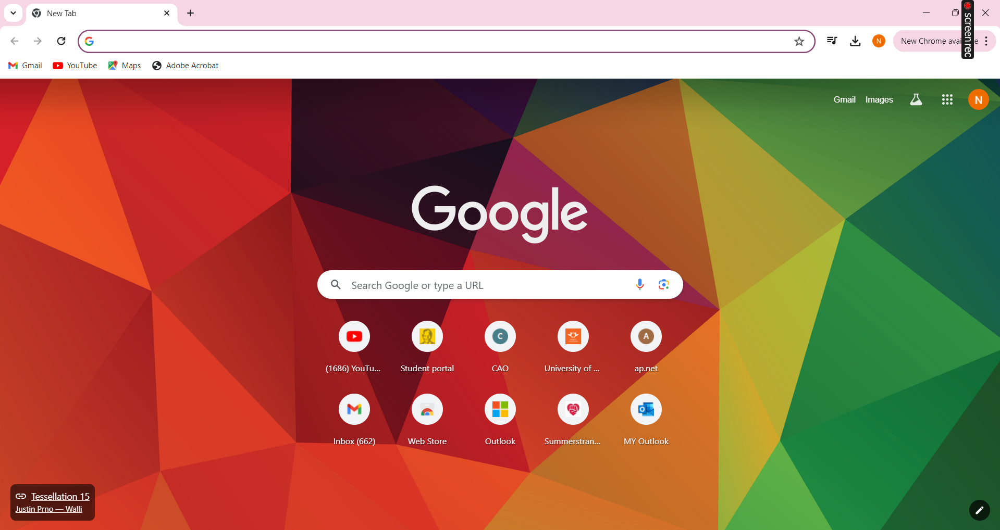 New Tab
New Chrome avai e
screenrec
Gmail
YouTube
Maps
Adobe Acrobat
Gmail
Images
N
N
Google
Search Google or type a URL
C
A
(1686) YouTu...
Student portal
CAO
University of ...
ap.net
Inbox (662)
Web Store
Outlook
Summerstran...
MY Outlook
Tessellation 15
Justin Prno — Walli